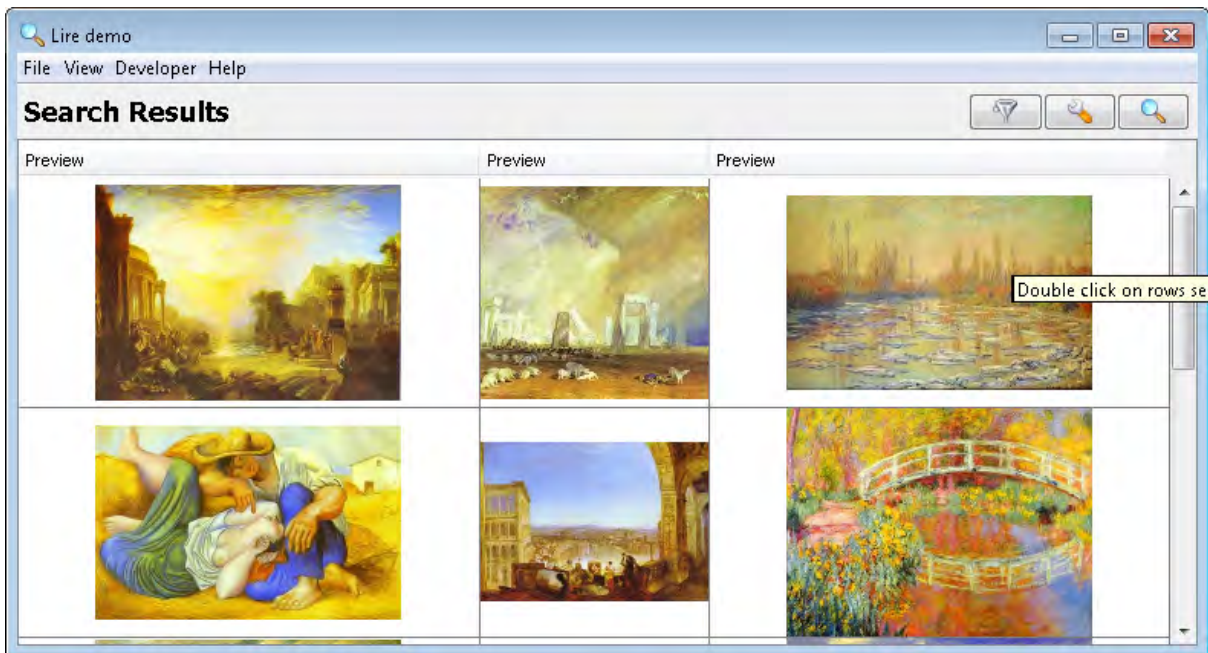 Lire demo
File View Developer Help
Search Results
Preview Preview Preview
Double click on rows se